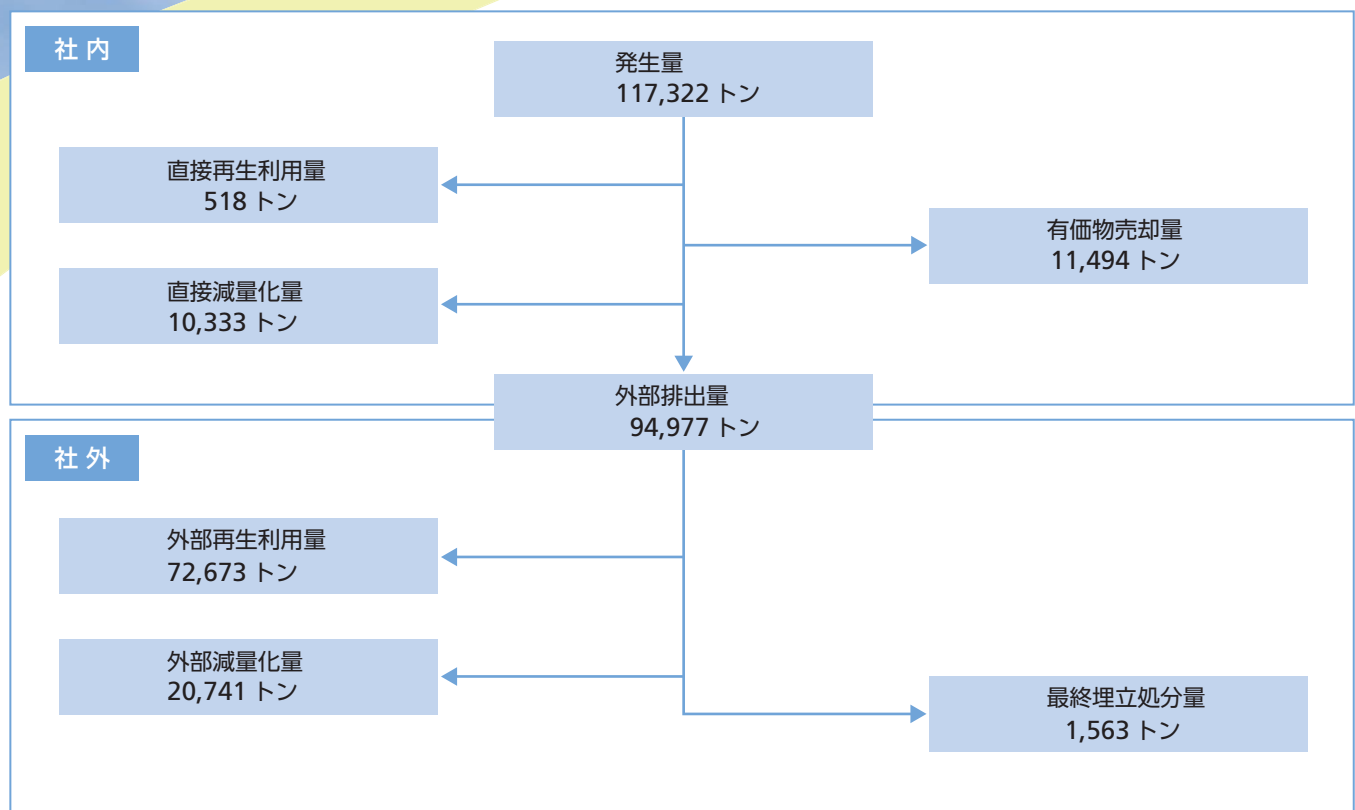 社内
発生量
117,322 トン
直接再生利用量
518 トン
有価物売却量
11,494 トン
直接減量化量
10,333 トン
外部排出量
94,977 トン
社外
外部再生利用量
72,673 トン
外部減量化量
20,741 トン
最終埋立処分量
1,563 トン